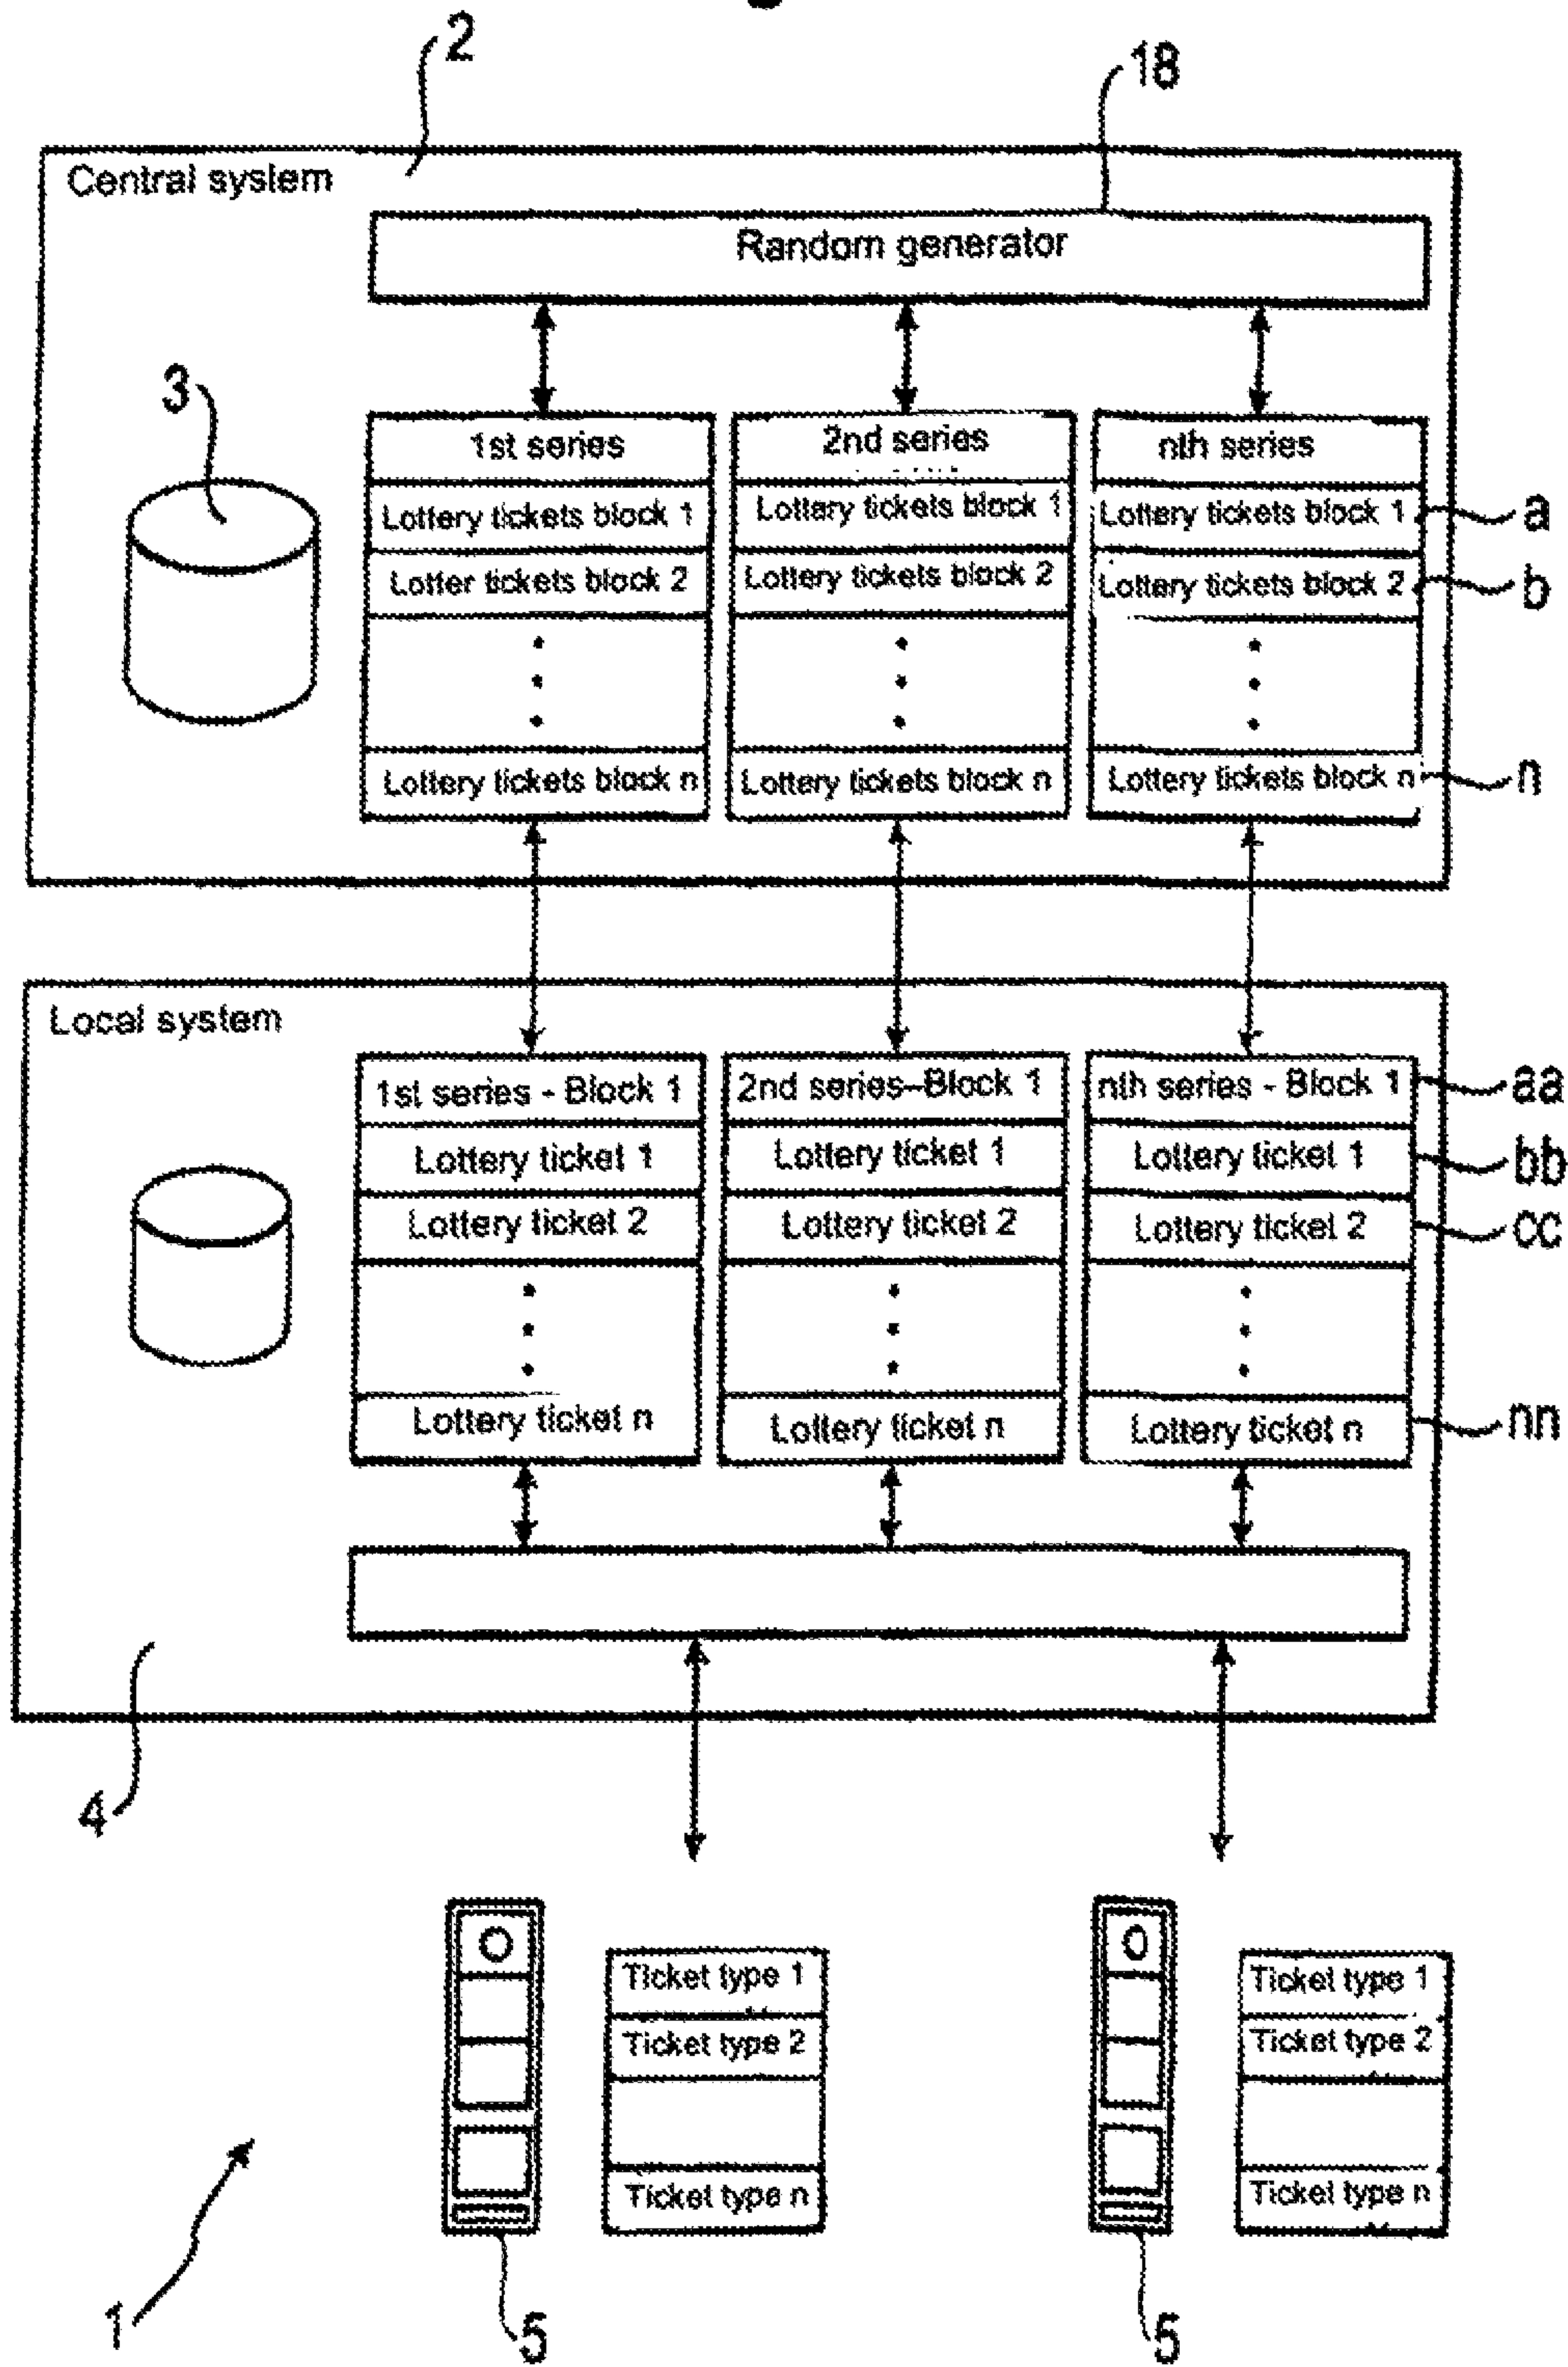 2
18
Central system
Random generator
3
1st series
2nd series
nth series
Lottery tickets block 1
Lottery tickets block 1
Lottery tickets block 1
a
Lotter tickets block 2
Lottery tickets block 2
Lottery tickets block 2
b
Lottery tickets block n
Lottery tickets block n
Lottery tickets block n
n
Local system
1st series - Block 1
2nd series-Block 1
nth series - Block 1
aa
Lottery ticket 1
Lottery ticket 1
Lottery ticket 1
bb
Lottery ticket 2
Lottery ticket 2
Lottery ticket 2
cc
Lottery ticket n
Lottery ticket n
Lottery ticket n
nn
4
Ticket type 1
Ticket type 1
Ticket type 2
Ticket type 2
Ticket type n
Ticket type n
1
5
5